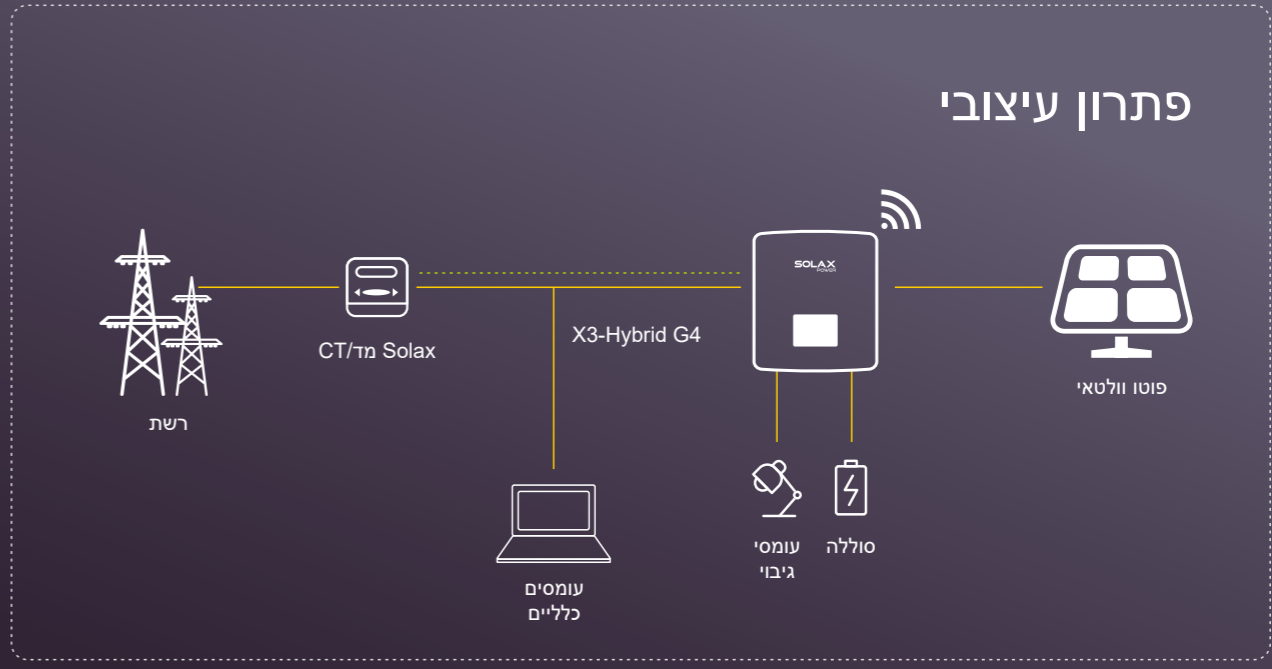 פתרון עיצובי
SOLAX
POWER
X3-Hybrid G4
Solax מד/CT
פוטו וולטאי
רשת
סוללה
עומסי
גיבוי
עומסים
כלליים